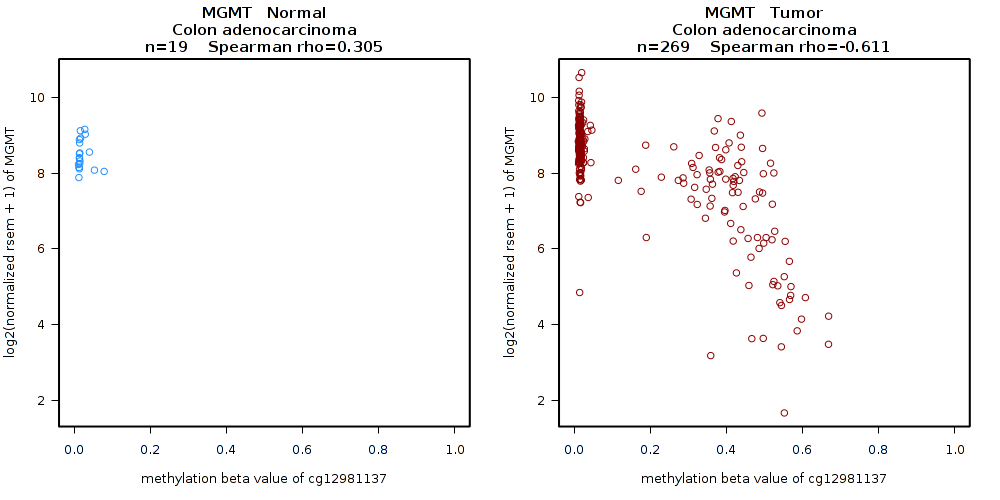 MGMT   Normal
Colon adenocarcinoma
n=19    Spearman rho=0.305
log2(normalized rsem + 1) of MGMT
10
8
6
4
2
0.0 0.2 0.4 0.6 0.8 1.0
methylation beta value of cg12981137
MGMT   Tumor
Colon adenocarcinoma
n=269    Spearman rho=-0.611
log2(normalized rsem + 1) of MGMT
10
8
6
4
2
0.0 0.2 0.4 0.6 0.8 1.0
methylation beta value of cg12981137